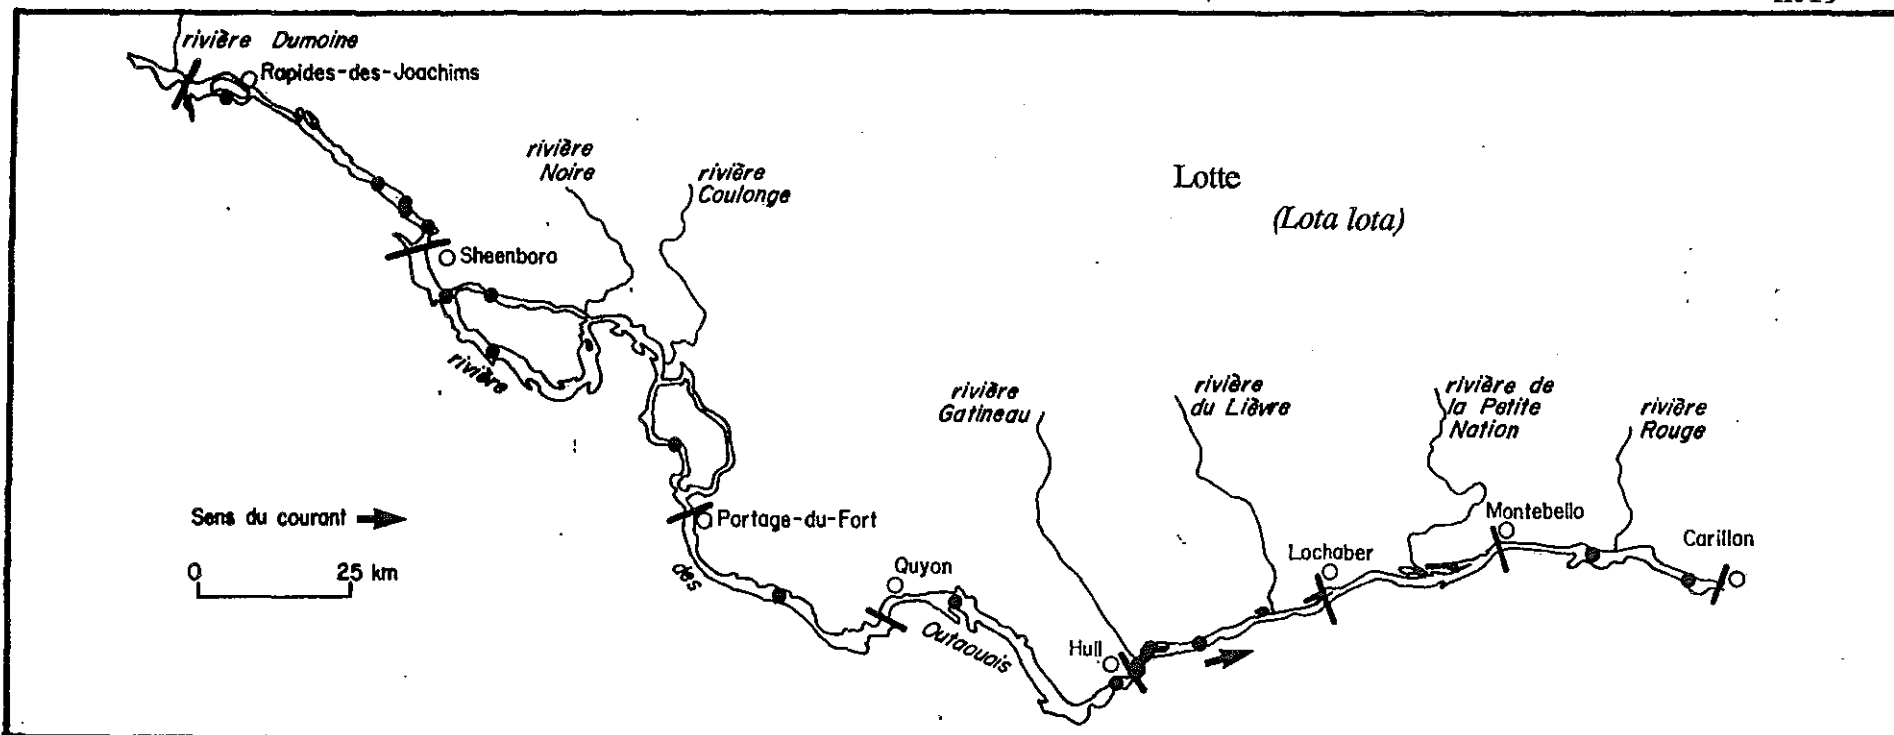 rivière Dumoine
Rapides-des-Joachims
rivière
Noire
rivière
Coulonge
Lotte
(Lota lota)
Sheenboro
rivière
rivière
Gatineau
rivière
du Lièvre
rivière de
la Petite
Nation
rivière
Rouge
Sens du courant
Portage-du-Fort
Montebello
Carillon
Lochaber
0 25 km
des
Quyon
Outaouais
Hull